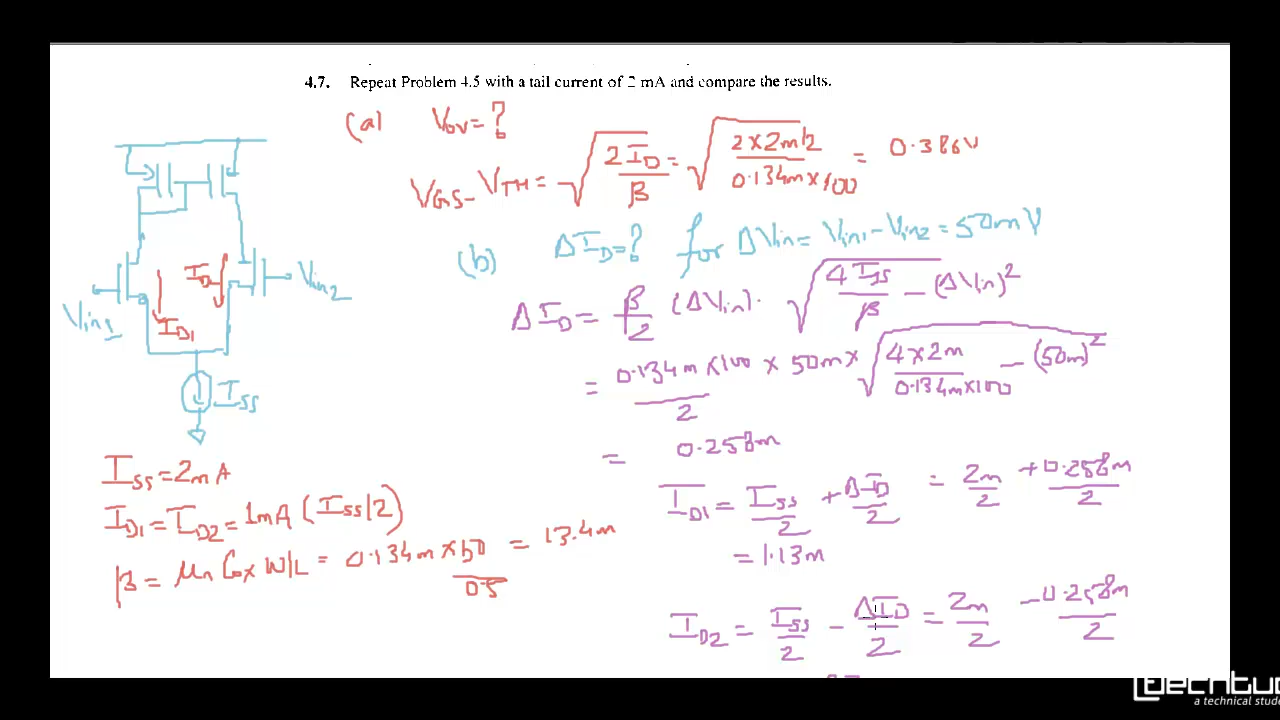 4.7. Repeat Problem 4.5 with a tail current of 2 mA and compare the results.
(a) Vov = ?
VGS - VTH = √(2ID/β) = √(2×2m/2 / 0.134m×100) = 0.386V
(b) ΔID = ? for ΔVin = Vin1 - Vin2 = 50mV
ΔID = β/2 (ΔVin). √(4ISS/β - (ΔVin)²)
= 0.134m×100/2 × 50m × √(4×2m/0.134m×100 - (50m)²)
= 0.258m
ID1 = ISS/2 + ΔID/2 = 2m/2 + 0.258m/2
= 1.13m
ID2 = ISS/2 - ΔID/2 = 2m/2 - 0.258m/2
Vin1
ID1
ID
Vin2
ISS
ISS = 2mA
ID1 = ID2 = 1mA (ISS/2)
β = μn Cox W/L = 0.134m × 50/0.5 = 13.4m
a technical stude